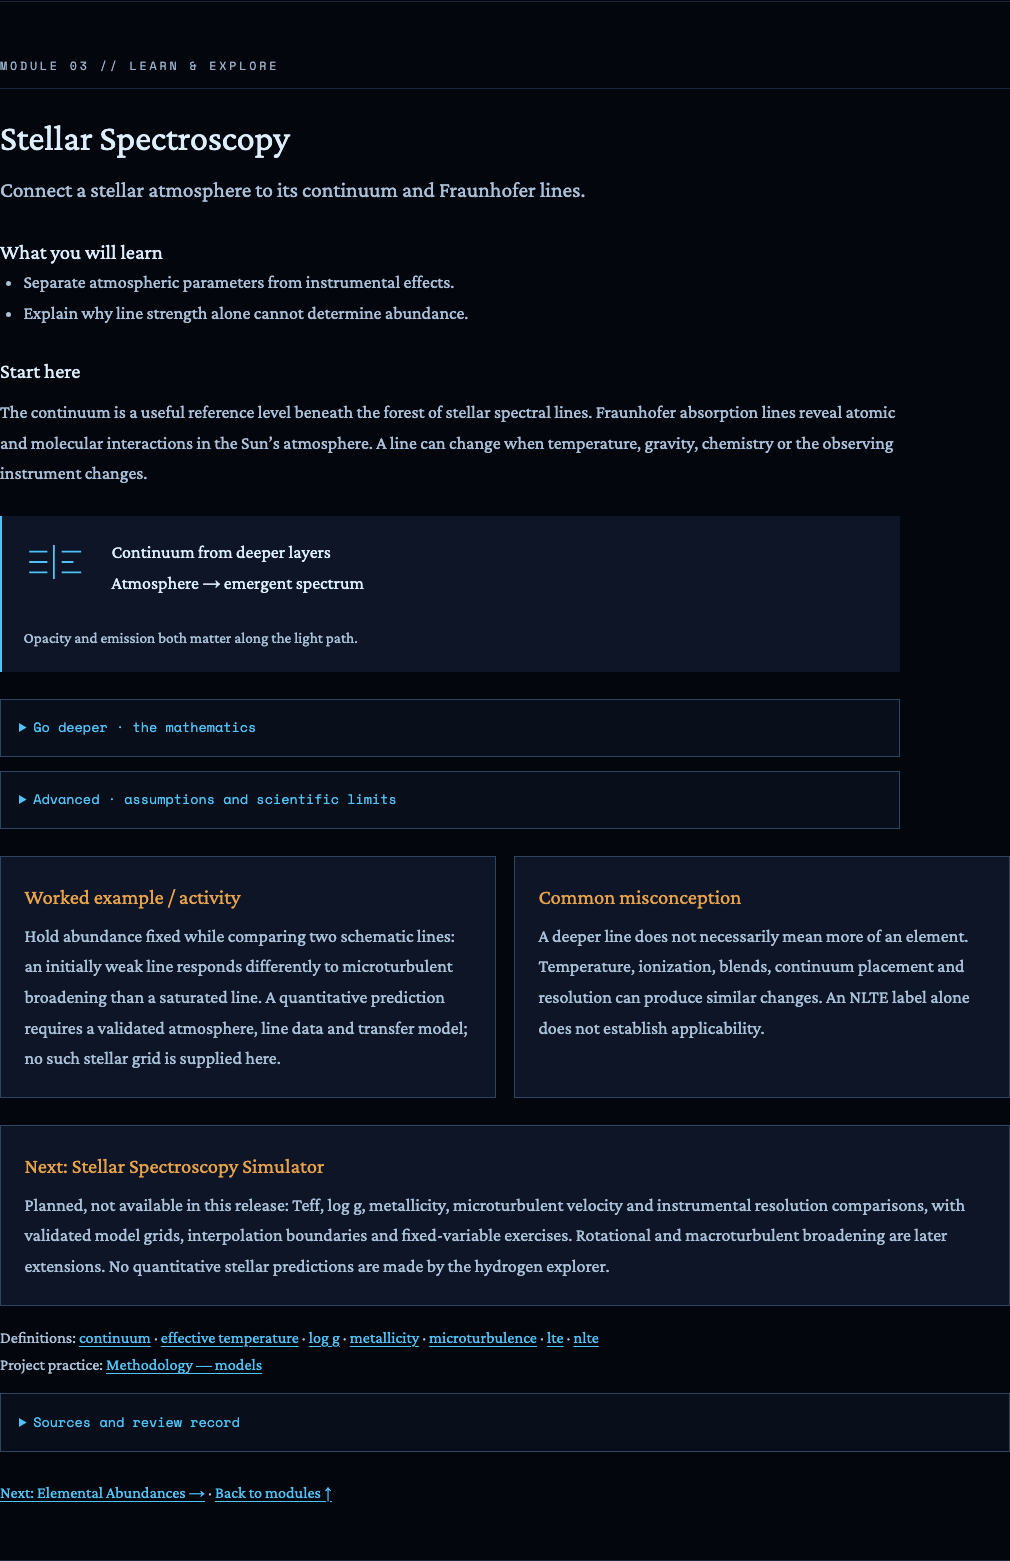 MODULE 03 // LEARN & EXPLORE
Stellar Spectroscopy
Connect a stellar atmosphere to its continuum and Fraunhofer lines.
What you will learn
• Separate atmospheric parameters from instrumental effects.
• Explain why line strength alone cannot determine abundance.
Start here
The continuum is a useful reference level beneath the forest of stellar spectral lines. Fraunhofer absorption lines reveal atomic
and molecular interactions in the Sun’s atmosphere. A line can change when temperature, gravity, chemistry or the observing
instrument changes.
Continuum from deeper layers
Atmosphere → emergent spectrum
Opacity and emission both matter along the light path.
▶ Go deeper · the mathematics
▶ Advanced · assumptions and scientific limits
Worked example / activity
Hold abundance fixed while comparing two schematic lines:
an initially weak line responds differently to microturbulent
broadening than a saturated line. A quantitative prediction
requires a validated atmosphere, line data and transfer model;
no such stellar grid is supplied here.
Common misconception
A deeper line does not necessarily mean more of an element.
Temperature, ionization, blends, continuum placement and
resolution can produce similar changes. An NLTE label alone
does not establish applicability.
Next: Stellar Spectroscopy Simulator
Planned, not available in this release: Teff, log g, metallicity, microturbulent velocity and instrumental resolution comparisons, with
validated model grids, interpolation boundaries and fixed-variable exercises. Rotational and macroturbulent broadening are later
extensions. No quantitative stellar predictions are made by the hydrogen explorer.
Definitions: continuum · effective temperature · log g · metallicity · microturbulence · lte · nlte
Project practice: Methodology — models
▶ Sources and review record
Next: Elemental Abundances → · Back to modules ↑